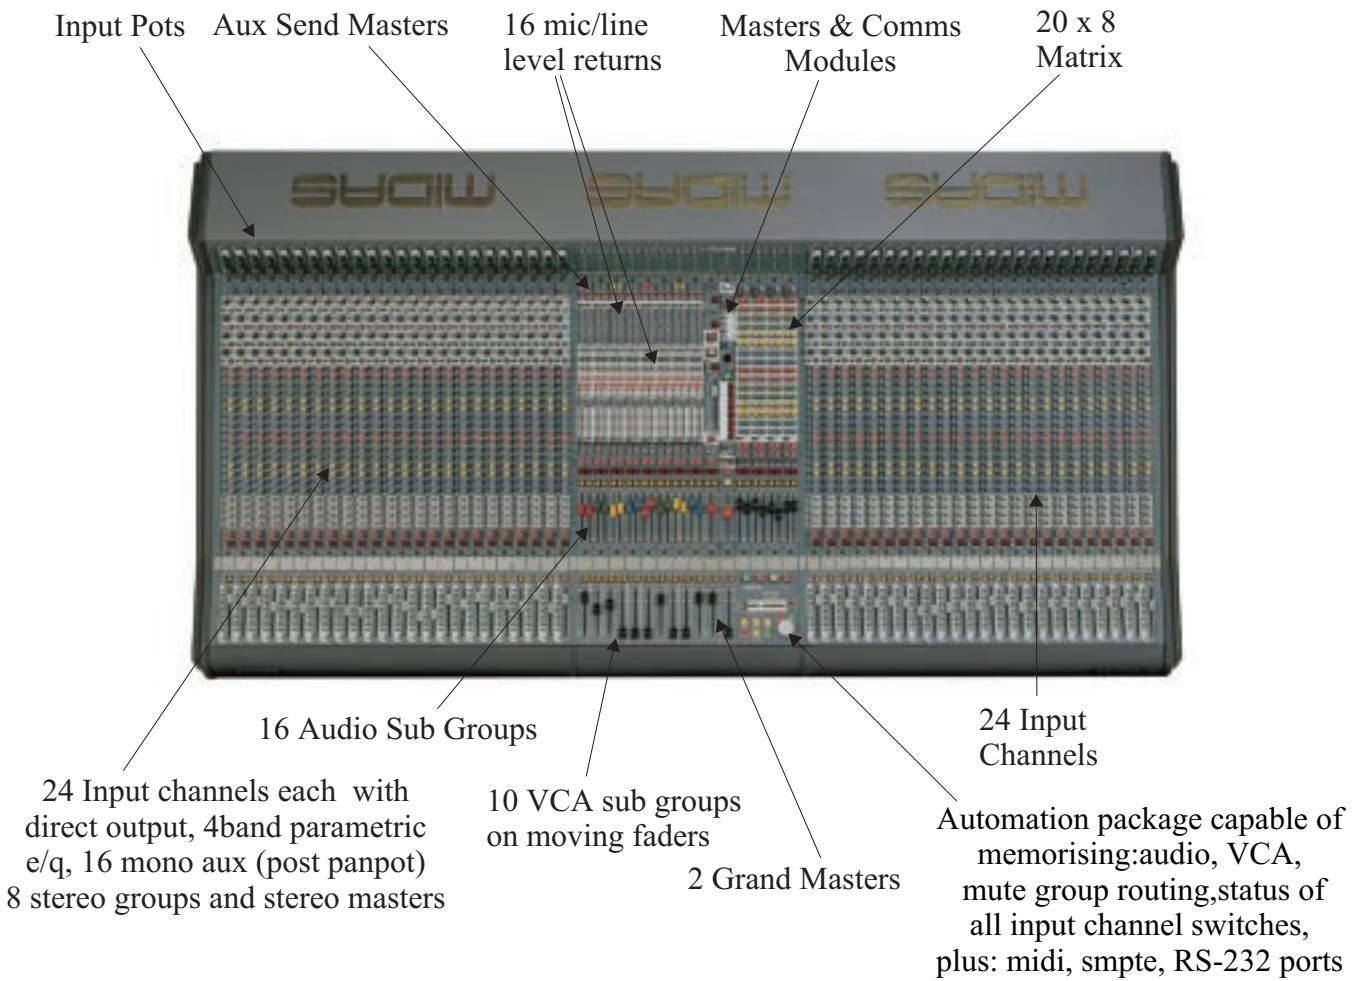 Input Pots
Aux Send Masters
16 mic/line
level returns
Masters & Comms
Modules
20 x 8
Matrix
MIDAS
MIDAS
MIDAS
16 Audio Sub Groups
24 Input
Channels
24 Input channels each with
direct output, 4band parametric
e/q, 16 mono aux (post panpot)
8 stereo groups and stereo masters
10 VCA sub groups
on moving faders
2 Grand Masters
Automation package capable of
memorising:audio, VCA,
mute group routing,status of
all input channel switches,
plus: midi, smpte, RS-232 ports